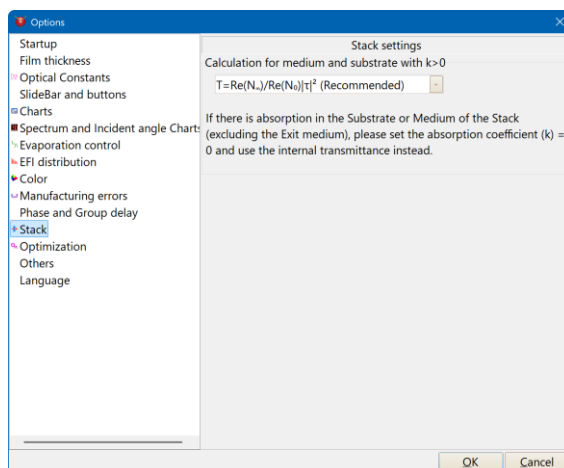 Options
Startup
Film thickness
Optical Constants
SlideBar and buttons
Charts
Spectrum and Incident angle Charts
Evaporation control
EFI distribution
Color
Manufacturing errors
Phase and Group delay
Stack
Optimization
Others
Language
Stack settings
Calculation for medium and substrate with k>0
T=Re(Nₘ)/Re(N₀)|τ|² (Recommended)
If there is absorption in the Substrate or Medium of the Stack
(excluding the Exit medium), please set the absorption coefficient (k) =
0 and use the internal transmittance instead.
OK
Cancel